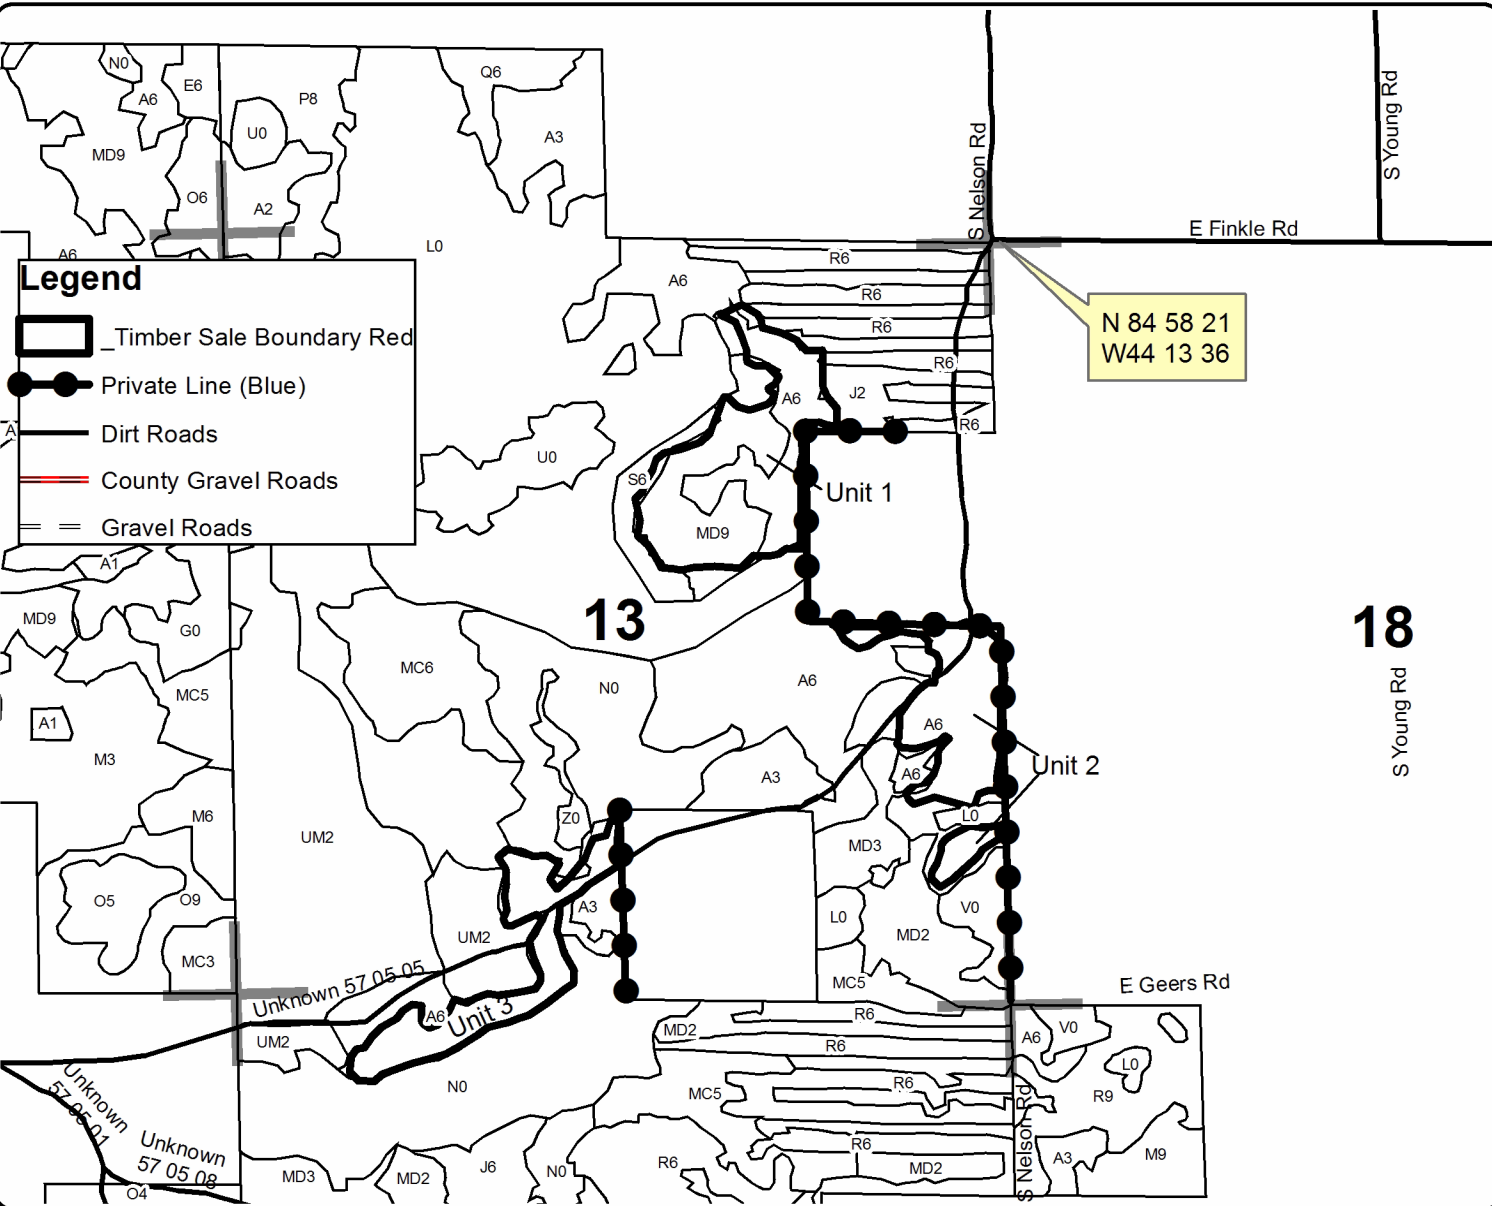 N0
Q6
E6
A6
P8
U0
A3
MD9
S Nelson Rd
S Young Rd
O6
A2
E Finkle Rd
L0
A6
R6
Legend
A6
R6
N 84 58 21
W44 13 36
_Timber Sale Boundary Red
R6
R6
Private Line (Blue)
A6
J2
R6
A
Dirt Roads
U0
County Gravel Roads
S6
Unit 1
Gravel Roads
MD9
A1
MD9
G0
13
18
MC6
A6
N0
MC5
A1
A6
S Young Rd
M3
A3
A6
Unit 2
M6
Z0
L0
UM2
MD3
O5
O9
A3
L0
V0
UM2
MD2
MC3
Unknown 57 05 05
MC5
E Geers Rd
A6
Unit 3
R6
MD2
V0
A6
UM2
R6
L0
Unknown
57 05 01
N0
MC5
R6
R9
S Nelson Rd
Unknown
57 05 08
R6
M9
A3
MD3
MD2
J6
N0
R6
MD2
O4